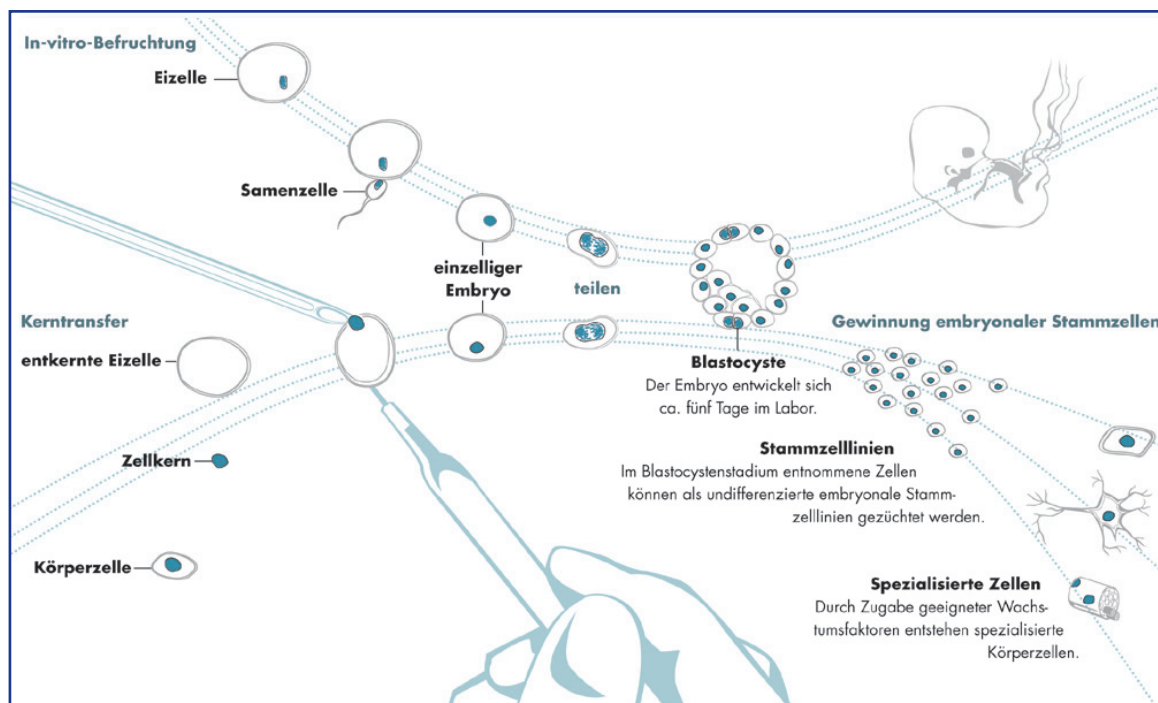 In-vitro-Befruchtung
Eizelle
Samenzelle
einzelliger
Embryo
teilen
Kerntransfer
entkernte Eizelle
Zellkern
Körperzelle
Blastocyste
Der Embryo entwickelt sich
ca. fünf Tage im Labor.
Gewinnung embryonaler Stammzellen
Stammzelllinien
Im Blastocystenstadium entnommene Zellen
können als undifferenzierte embryonale Stamm-
zelllinien gezüchtet werden.
Spezialisierte Zellen
Durch Zugabe geeigneter Wachs-
tumsfaktoren entstehen spezialisierte
Körperzellen.